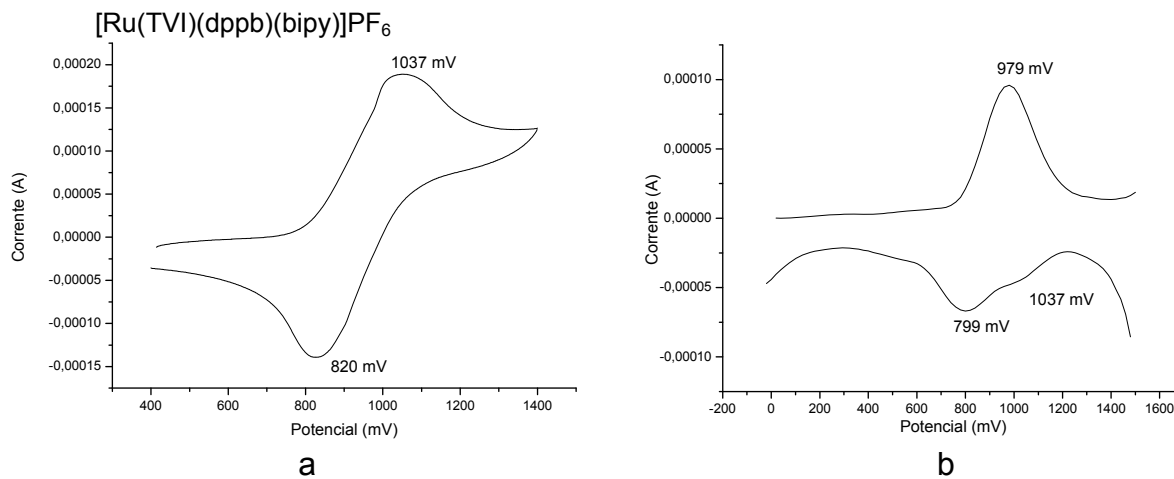 [Ru(TVI)(dppb)(bipy)]PF6
Corrente (A)
0,00020
0,00015
0,00010
0,00005
0,00000
-0,00005
-0,00010
-0,00015
1037 mV
820 mV
400 600 800 1000 1200 1400
Potencial (mV)
a
Corrente (A)
0,00010
0,00005
0,00000
-0,00005
-0,00010
979 mV
799 mV
1037 mV
-200 0 200 400 600 800 1000 1200 1400 1600
Potencial (mV)
b